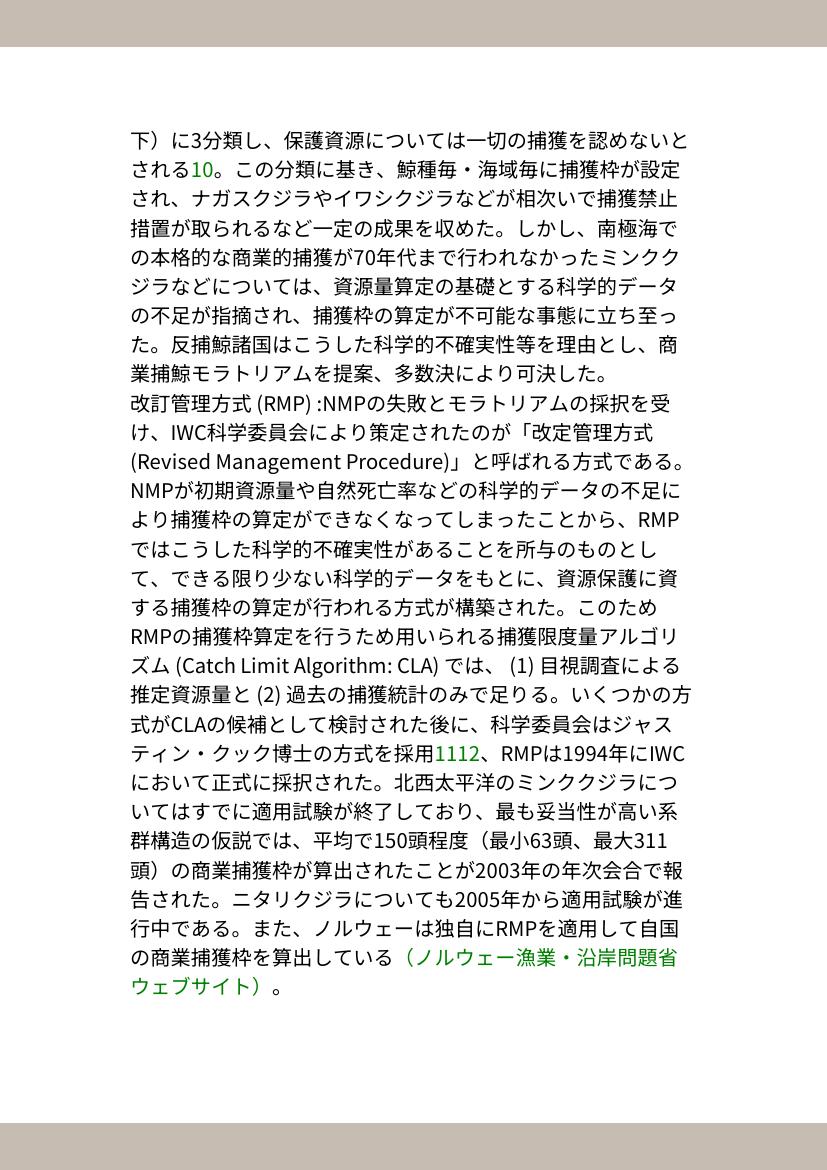 下）に3分類し、保護資源については一切の捕獲を認めないと
される10。この分類に基き、鯨種毎・海域毎に捕獲枠が設定
され、ナガスクジラやイワシクジラなどが相次いで捕獲禁止
措置が取られるなど一定の成果を収めた。しかし、南極海で
の本格的な商業的捕獲が70年代まで行われなかったミンクク
ジラなどについては、資源量算定の基礎とする科学的データ
の不足が指摘され、捕獲枠の算定が不可能な事態に立ち至っ
た。反捕鯨諸国はこうした科学的不確実性等を理由とし、商
業捕鯨モラトリアムを提案、多数決により可決した。
改訂管理方式 (RMP) :NMPの失敗とモラトリアムの採択を受
け、IWC科学委員会により策定されたのが「改定管理方式
(Revised Management Procedure)」と呼ばれる方式である。
NMPが初期資源量や自然死亡率などの科学的データの不足に
より捕獲枠の算定ができなくなってしまったことから、RMP
ではこうした科学的不確実性があることを所与のものとし
て、できる限り少ない科学的データをもとに、資源保護に資
する捕獲枠の算定が行われる方式が構築された。このため
RMPの捕獲枠算定を行うため用いられる捕獲限度量アルゴリ
ズム (Catch Limit Algorithm: CLA) では、 (1) 目視調査による
推定資源量と (2) 過去の捕獲統計のみで足りる。いくつかの方
式がCLAの候補として検討された後に、科学委員会はジャス
ティン・クック博士の方式を採用1112、RMPは1994年にIWC
において正式に採択された。北西太平洋のミンククジラにつ
いてはすでに適用試験が終了しており、最も妥当性が高い系
群構造の仮説では、平均で150頭程度（最小63頭、最大311
頭）の商業捕獲枠が算出されたことが2003年の年次会合で報
告された。ニタリクジラについても2005年から適用試験が進
行中である。また、ノルウェーは独自にRMPを適用して自国
の商業捕獲枠を算出している（ノルウェー漁業・沿岸問題省
ウェブサイト）。